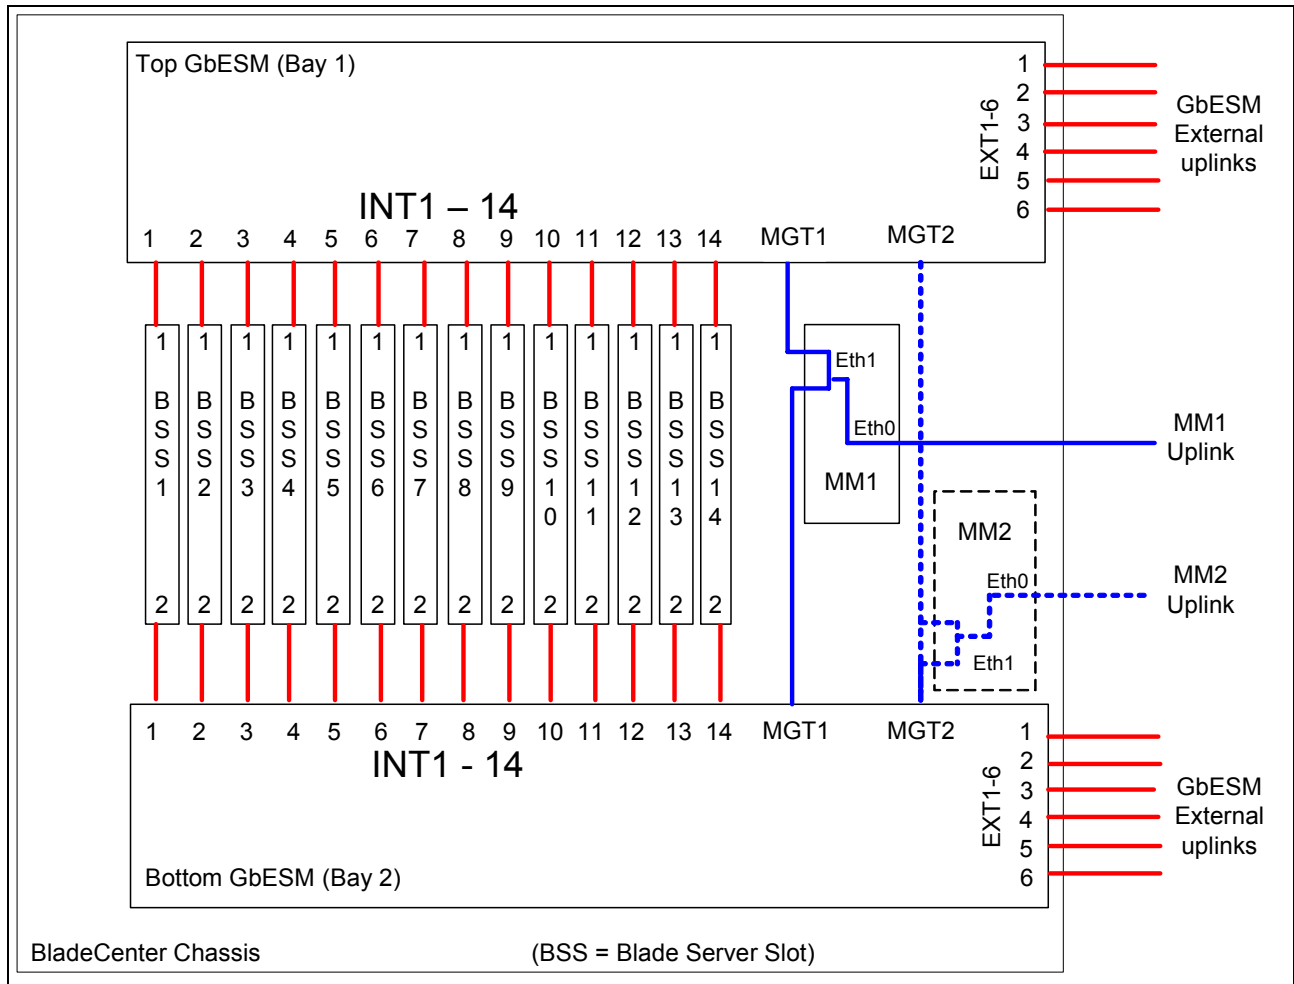 Top GbESM (Bay 1)
1
2
3
4
5
6
EXT1-6
GbESM
External
uplinks
INT1 – 14
1 2 3 4 5 6 7 8 9 10 11 12 13 14 MGT1 MGT2
1 1 1 1 1 1 1 1 1 1 1 1 1 1
BSS1 BSS2 BSS3 BSS4 BSS5 BSS6 BSS7 BSS8 BSS9 BSS10 BSS11 BSS12 BSS13 BSS14
2 2 2 2 2 2 2 2 2 2 2 2 2 2
Eth1
Eth0
MM1
MM1
Uplink
MM2
Eth0
Eth1
MM2
Uplink
1 2 3 4 5 6 7 8 9 10 11 12 13 14 MGT1 MGT2
INT1 - 14
1
2
3
4
5
6
EXT1-6
GbESM
External
uplinks
Bottom GbESM (Bay 2)
BladeCenter Chassis
(BSS = Blade Server Slot)